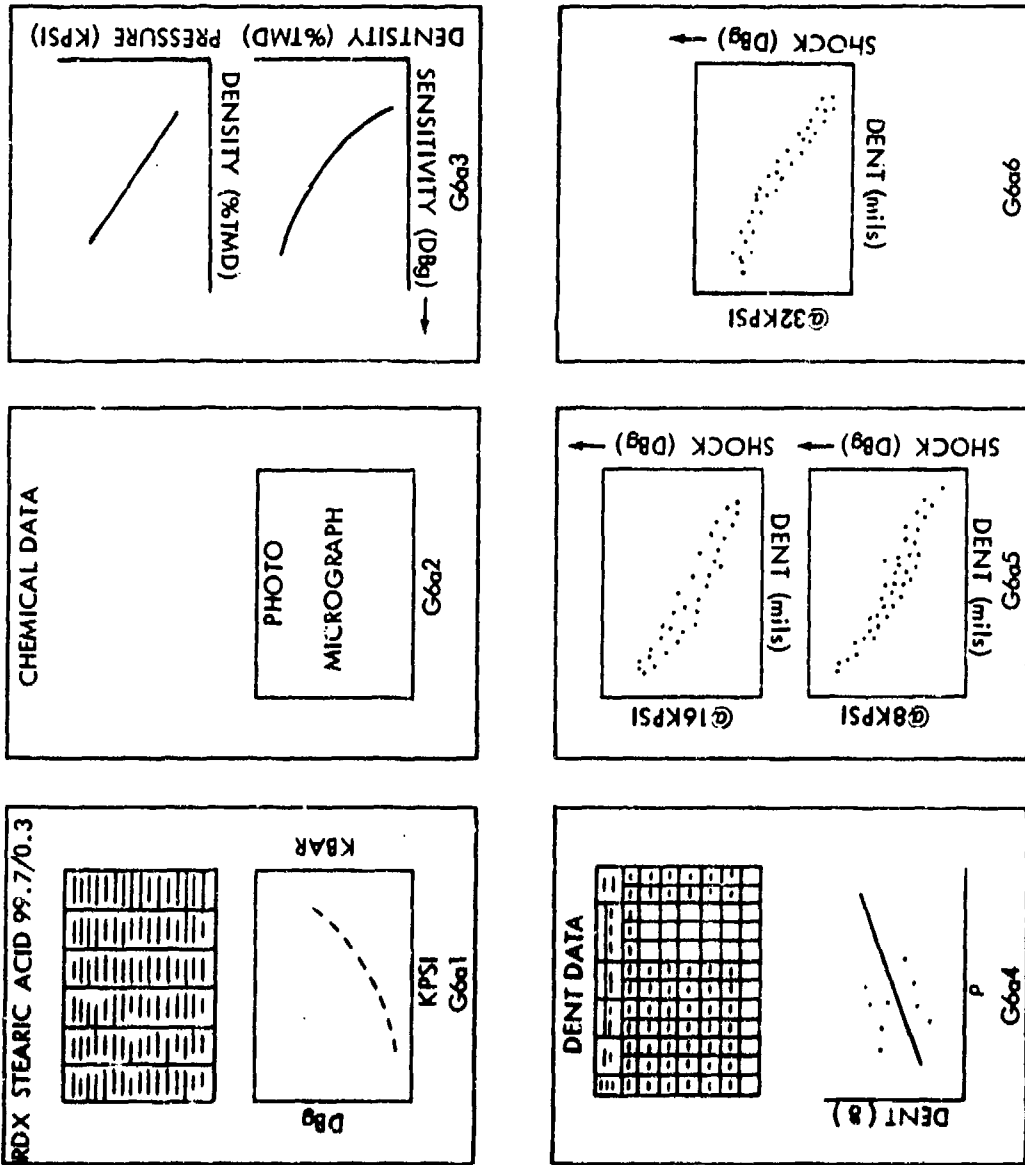 RDX STEARIC ACID 99.7/0.3
DBg
KBAR
KPSI
G6a1
CHEMICAL DATA
PHOTO
MICROGRAPH
G6a2
PRESSURE (KPSI)
DENSITY (%TMD)
DENTSITY (%TMD)
SENSITIVITY (DBg)
G6a3
DENT DATA
DENT (δ)
ρ
G6a4
@16KPSI
SHOCK (DBg)
DENT (mils)
@8KPSI
SHOCK (DBg)
DENT (mils)
G6a5
@32KPSI
SHOCK (DBg)
DENT (mils)
G6a6